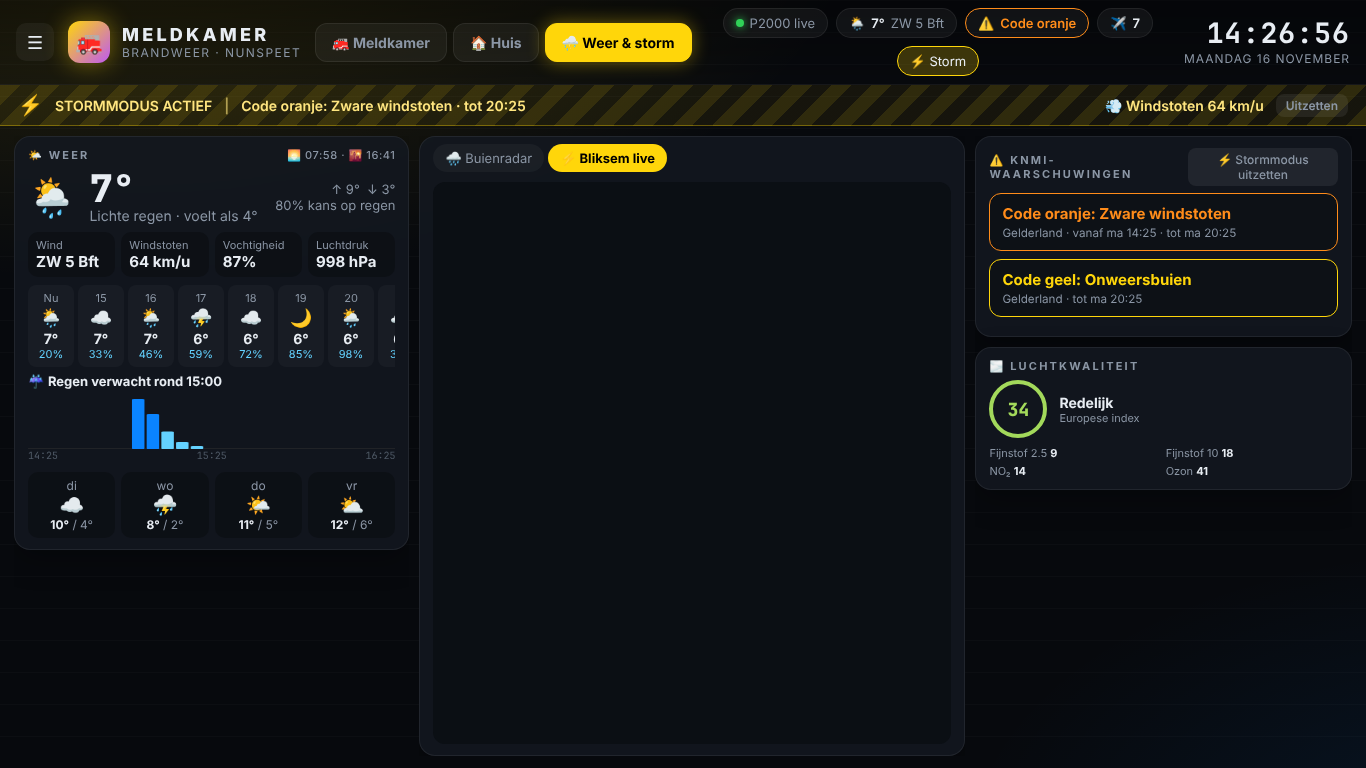 ☰
MELDKAMER
BRANDWEER · NUNSPEET
Meldkamer
Huis
Weer & storm
P2000 live
7° ZW 5 Bft
Code oranje
7
Storm
14:26:56
MAANDAG 16 NOVEMBER
STORMMODUS ACTIEF | Code oranje: Zware windstoten · tot 20:25
Windstoten 64 km/u
Uitzetten
WEER
07:58 · 16:41
7°
Lichte regen · voelt als 4°
↑ 9° ↓ 3°
80% kans op regen
Wind
ZW 5 Bft
Windstoten
64 km/u
Vochtigheid
87%
Luchtdruk
998 hPa
Nu 15 16 17 18 19 20
7° 7° 7° 6° 6° 6° 6°
20% 33% 46% 59% 72% 85% 98%
Regen verwacht rond 15:00
14:25 15:25 16:25
di wo do vr
10° / 4° 8° / 2° 11° / 5° 12° / 6°
Buienradar
Bliksem live
KNMI-
WAARSCHUWINGEN
Stormmodus
uitzetten
Code oranje: Zware windstoten
Gelderland · vanaf ma 14:25 · tot ma 20:25
Code geel: Onweersbuien
Gelderland · tot ma 20:25
LUCHTKWALITEIT
34
Redelijk
Europese index
Fijnstof 2.5 9
Fijnstof 10 18
NO₂ 14
Ozon 41